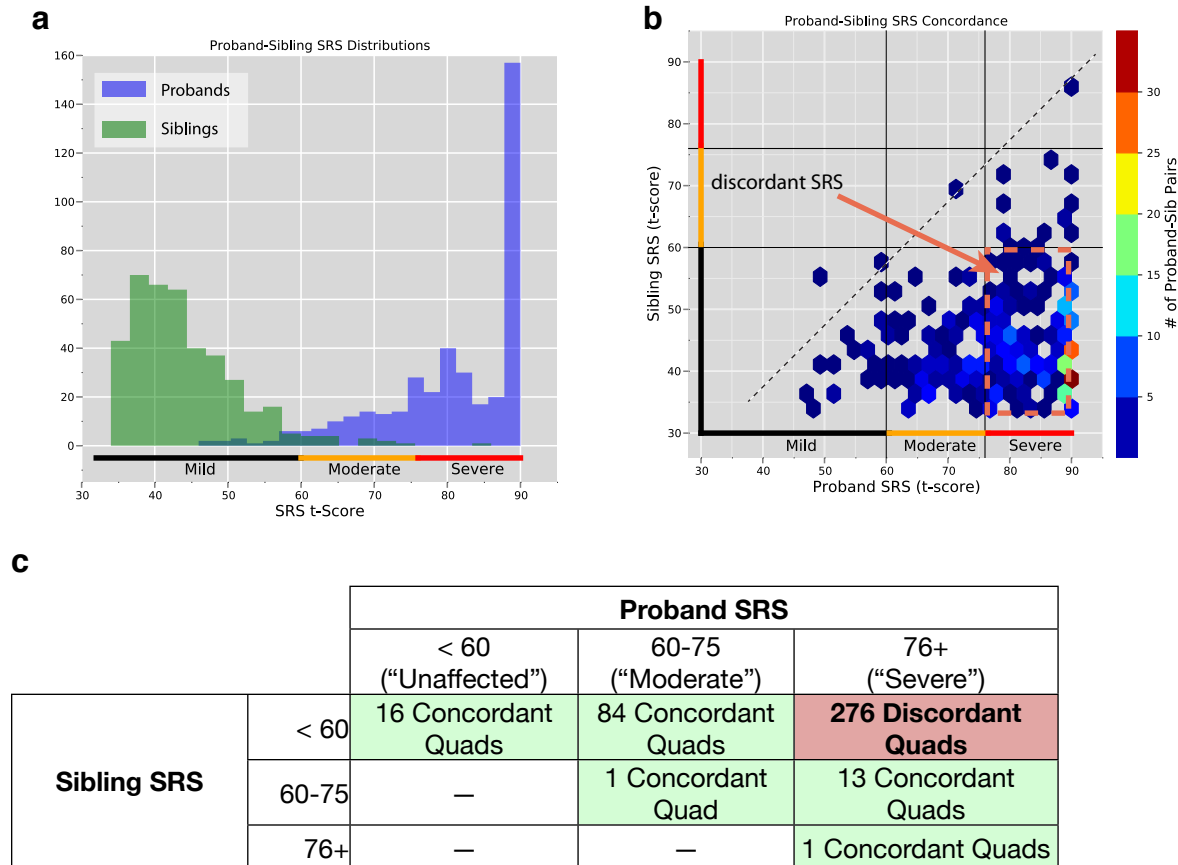 a
Proband-Sibling SRS Distributions
160
140
120
100
80
60
40
20
0
Probands
Siblings
Mild
Moderate
Severe
30 40 50 60 70 80 90
SRS t-Score
b
Proband-Sibling SRS Concordance
90
80
70
60
50
40
30
Sibling SRS (t-score)
discordant SRS
Mild
Moderate
Severe
30 40 50 60 70 80 90
Proband SRS (t-score)
30
25
20
15
10
5
# of Proband-Sib Pairs
c
Proband SRS
< 60
(“Unaffected”)
60-75
(“Moderate”)
76+
(“Severe”)
Sibling SRS
< 60
16 Concordant
Quads
84 Concordant
Quads
276 Discordant
Quads
60-75
–
1 Concordant
Quad
13 Concordant
Quads
76+
–
–
1 Concordant Quads